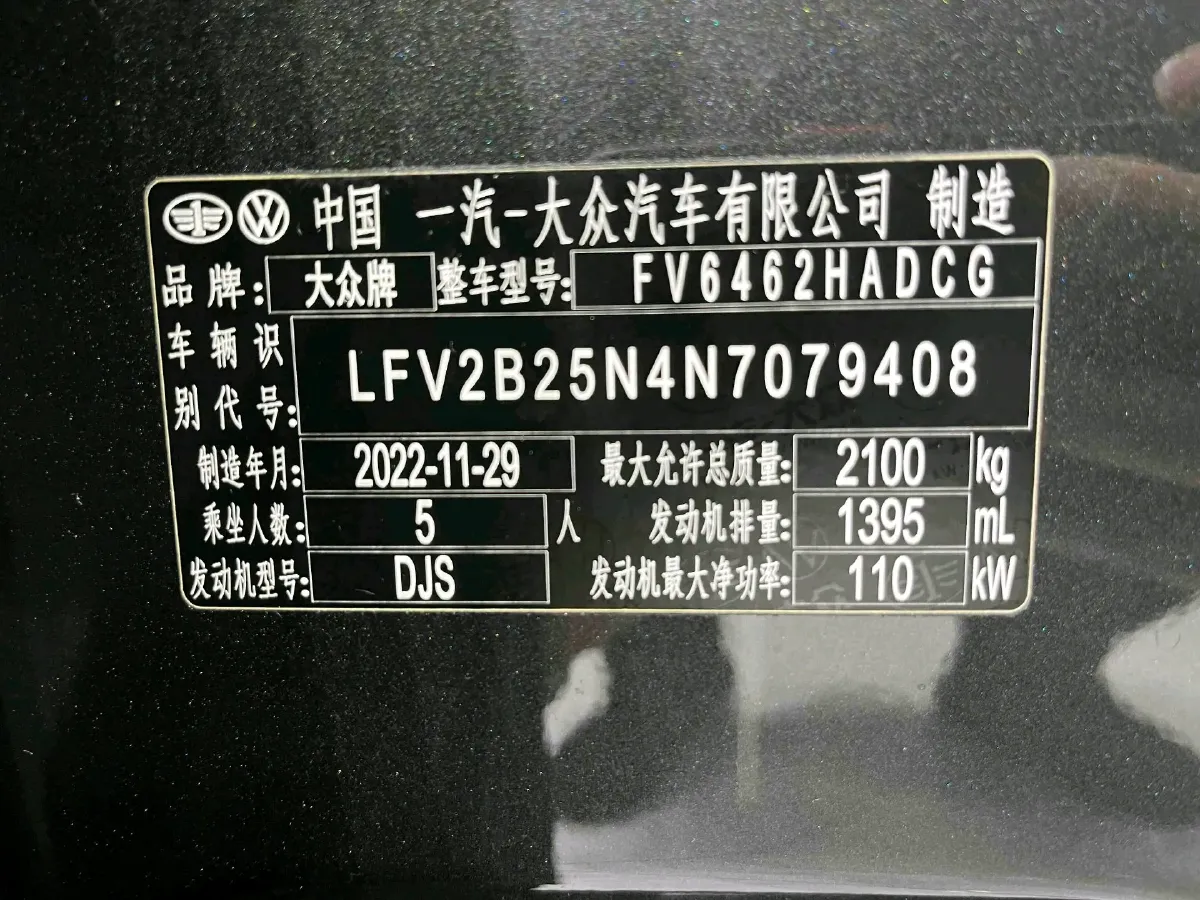 中国 一汽-大众汽车有限公司 制造
品牌: 大众牌 整车型号: FV6462HADCG
车辆识别代号: LFV2B25N4N7079408
制造年月: 2022-11-29 最大允许总质量: 2100 kg
乘坐人数: 5 人 发动机排量: 1395 mL
发动机型号: DJS 发动机最大净功率: 110 kW